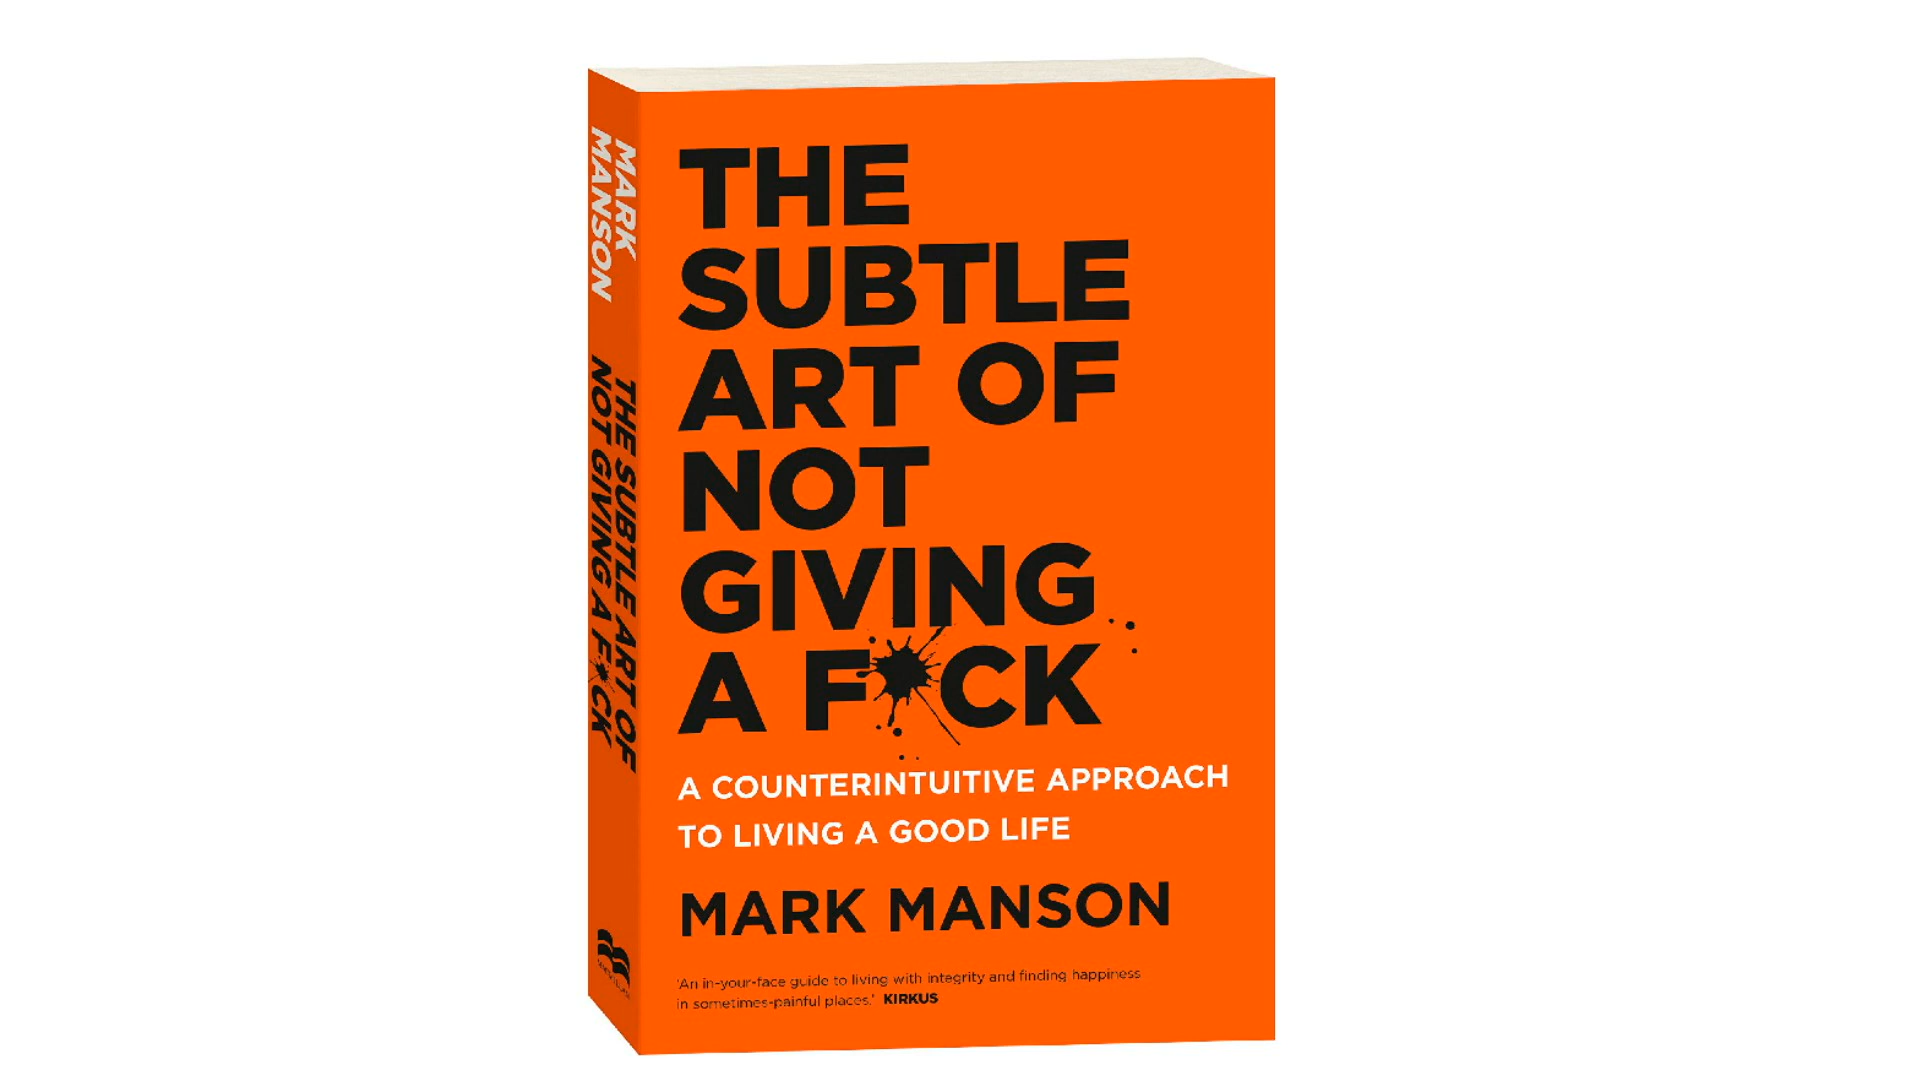 MARK
MANSON
THE SUBTLE ART OF
NOT GIVING A F*CK
THE
SUBTLE
ART OF
NOT
GIVING
A F*CK
A COUNTERINTUITIVE APPROACH
TO LIVING A GOOD LIFE
MARK MANSON
'An in-your-face guide to living with integrity and finding happiness
in sometimes-painful places.' KIRKUS